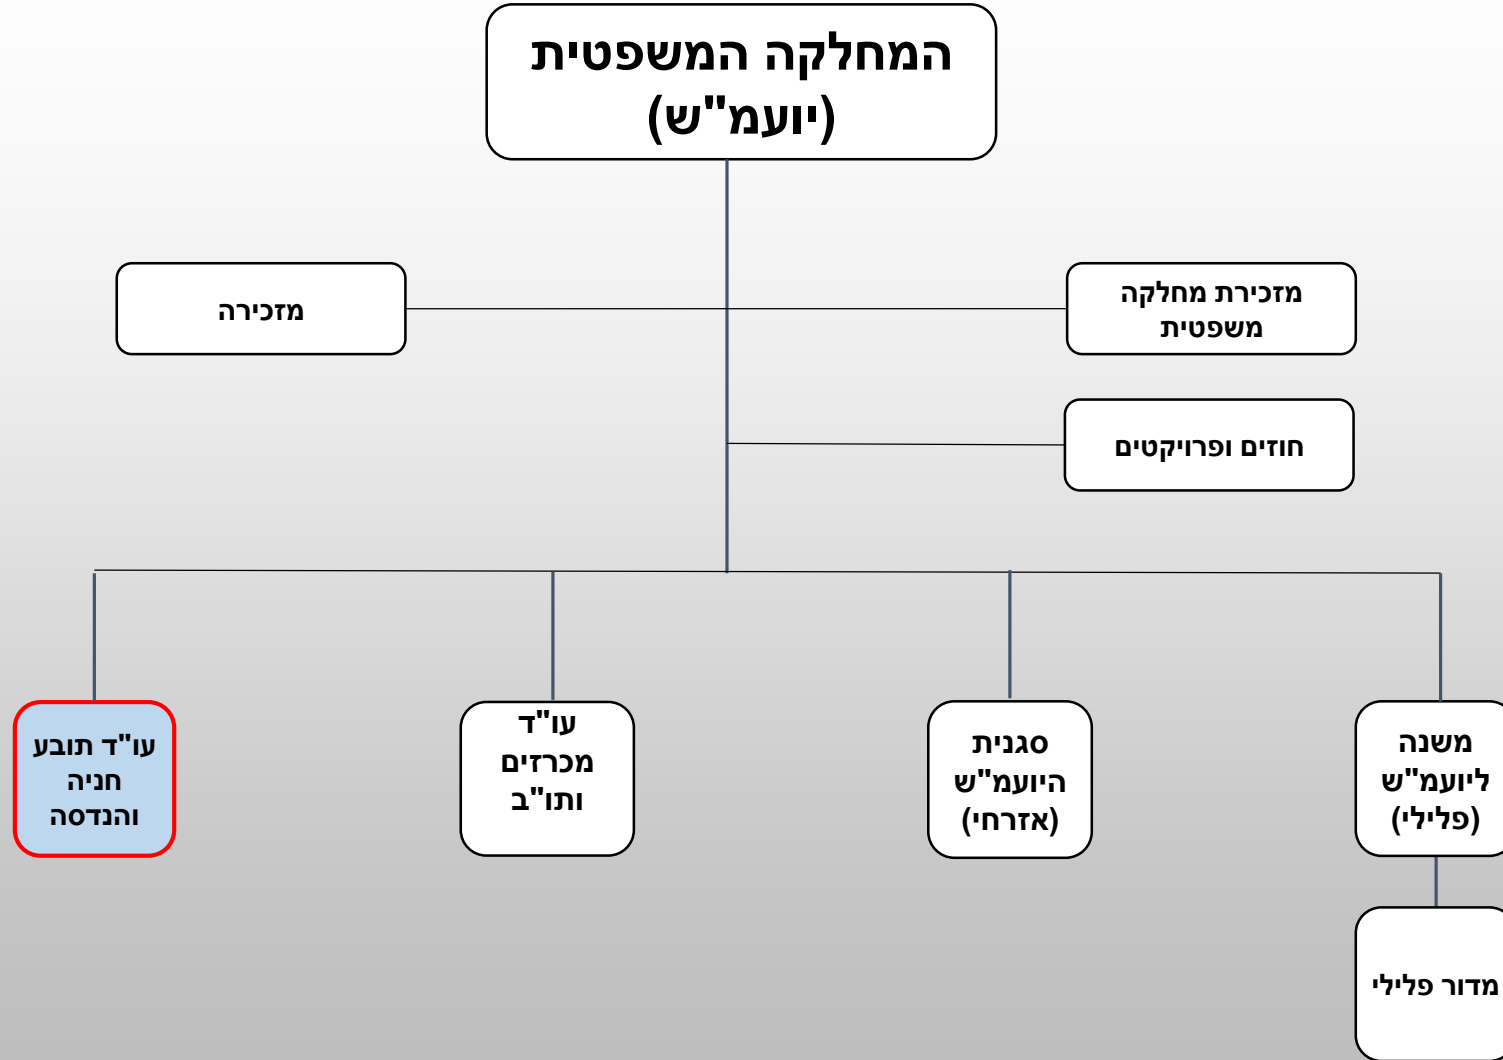 המחלקה המשפטית
(יועמ"ש)
מזכירת מחלקה
משפטית
מזכירה
חוזים ופרויקטים
משנה
ליועמ"ש
(פלילי)
סגנית
היועמ"ש
(אזרחי)
עו"ד
מכרזים
ותו"ב
עו"ד תובע
חניה
והנדסה
מדור פלילי